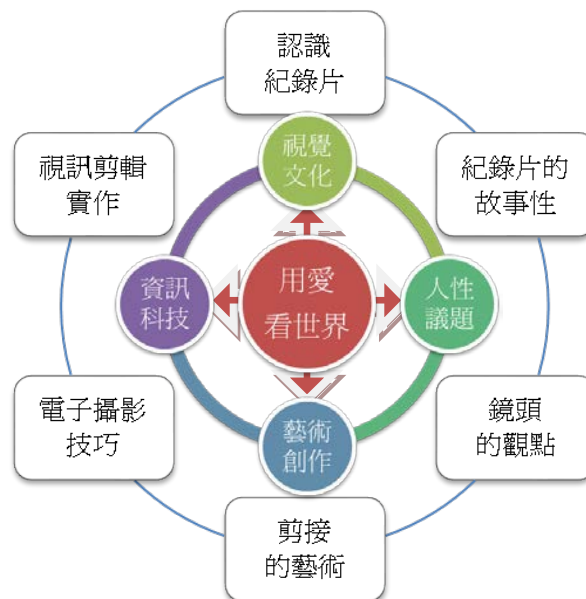 認識
紀錄片
視覺
文化
視訊剪輯
實作
紀錄片的
故事性
資訊
科技
用愛
看世界
人性
議題
電子攝影
技巧
藝術
創作
鏡頭
的觀點
剪接
的藝術